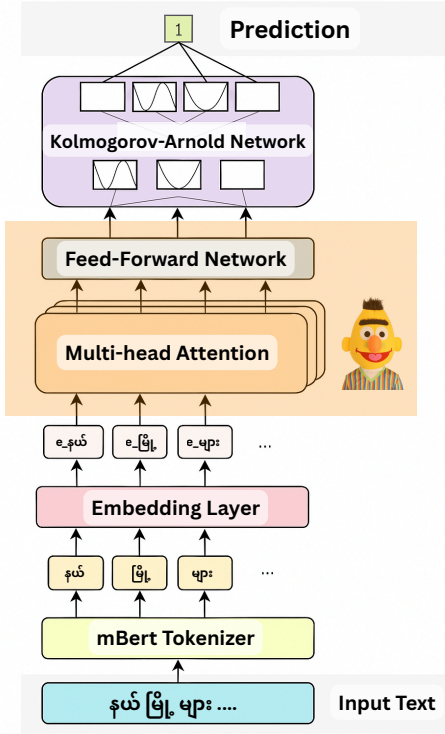 1
Prediction
Kolmogorov-Arnold Network
Feed-Forward Network
Multi-head Attention
e_နယ် e_မြို့ e_များ ...
Embedding Layer
နယ် မြို့ များ ...
mBert Tokenizer
နယ် မြို့ များ ....
Input Text